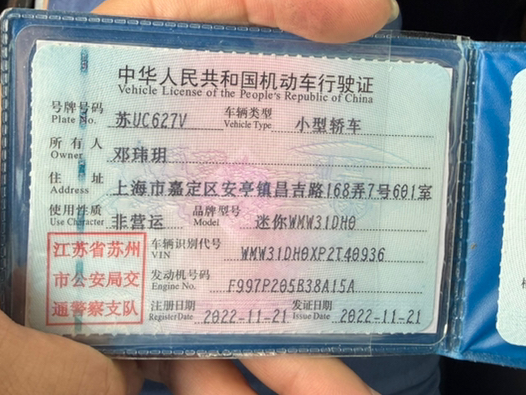 中华人民共和国机动车行驶证
Vehicle License of the People's Republic of China
号牌号码 Plate No. 苏UC627V 车辆类型 Vehicle Type 小型轿车
所有人 Owner 邓玮玥
住址 Address 上海市嘉定区安亭镇昌吉路168弄7号601室
使用性质 Use Character 非营运 品牌型号 Model 迷你WMW31DH0
江苏省苏州
市公安局交
通警察支队
车辆识别代号 VIN WMW31DH0XP2T40936
发动机号码 Engine No. F997P205B38A15A
注册日期 Register Date 2022-11-21 发证日期 Issue Date 2022-11-21